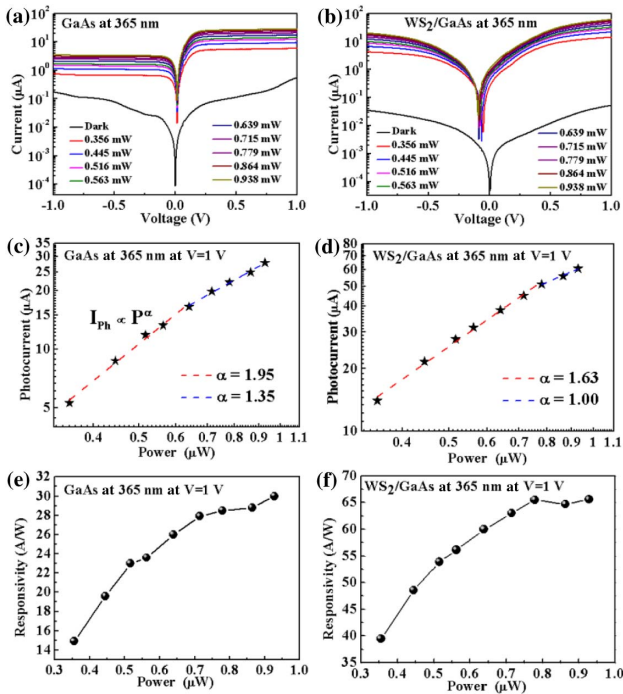 (a) GaAs at 365 nm
Current (μA)
10²
10¹
10⁰
10⁻¹
10⁻²
10⁻³
10⁻⁴
Dark
0.356 mW
0.445 mW
0.516 mW
0.563 mW
0.639 mW
0.715 mW
0.779 mW
0.864 mW
0.938 mW
-1.0 -0.5 0.0 0.5 1.0
Voltage (V)
(b) WS₂/GaAs at 365 nm
Current (μA)
10²
10¹
10⁰
10⁻¹
10⁻²
10⁻³
10⁻⁴
Dark
0.356 mW
0.445 mW
0.516 mW
0.563 mW
0.639 mW
0.715 mW
0.779 mW
0.864 mW
0.938 mW
-1.0 -0.5 0.0 0.5 1.0
Voltage (V)
(c) GaAs at 365 nm at V=1 V
Photocurrent (μA)
35
30
25
20
15
10
5
I_Ph ∝ P^α
α = 1.95
α = 1.35
0.4 0.5 0.6 0.7 0.8 0.9 1 1.1
Power (μW)
(d) WS₂/GaAs at 365 nm at V=1 V
Photocurrent (μA)
80
70
60
50
40
30
20
10
α = 1.63
α = 1.00
0.4 0.5 0.6 0.7 0.8 0.9 1 1.1
Power (μW)
(e) GaAs at 365 nm at V=1 V
Responsivity (A/W)
32
30
28
26
24
22
20
18
16
14
0.3 0.4 0.5 0.6 0.7 0.8 0.9 1.0
Power (μW)
(f) WS₂/GaAs at 365 nm at V=1 V
Responsivity (A/W)
70
65
60
55
50
45
40
35
0.3 0.4 0.5 0.6 0.7 0.8 0.9 1.0
Power (μW)